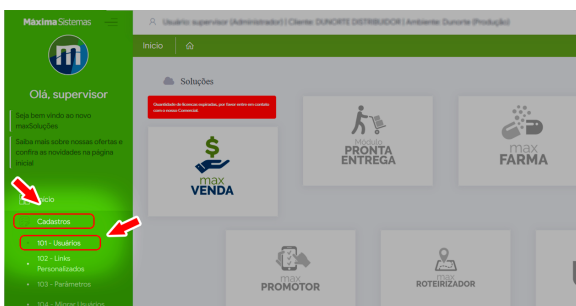 Máxima Sistemas
Usuário: supervisor (Administrador) | Cliente: DUNORTE DISTRIBUIDOR | Ambiente: Dunorte (Produção)
Início
m
Olá, supervisor
Seja bem vindo ao novo
maxSoluções
Saiba mais sobre nossas ofertas e
confira as novidades na página
inicial
Início
Cadastros
101 - Usuários
102 - Links
Personalizados
103 - Parâmetros
104 - Migrar Usuários
Soluções
Quantidade de licenças expiradas, por favor entre em contato
com o nosso Comercial.
max
VENDA
Módulo
PRONTA
ENTREGA
max
FARMA
max
PROMOTOR
max
ROTEIRIZADOR